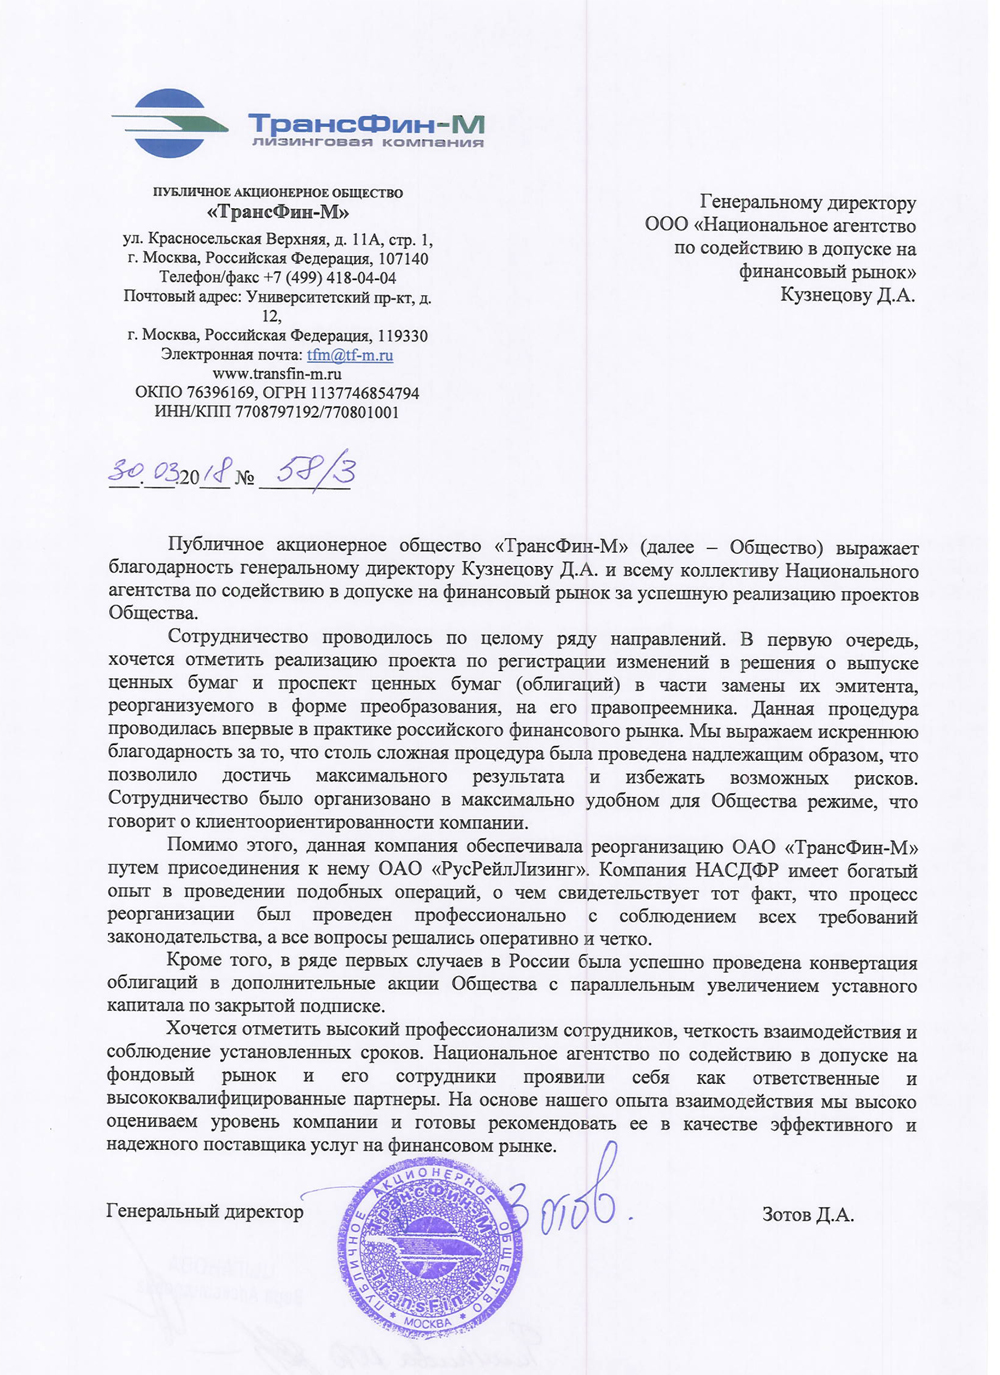 ТрансФин-М
лизинговая компания
ПУБЛИЧНОЕ АКЦИОНЕРНОЕ ОБЩЕСТВО
«ТрансФин-М»
ул. Красносельская Верхняя, д. 11А, стр. 1,
г. Москва, Российская Федерация, 107140
Телефон/факс +7 (499) 418-04-04
Почтовый адрес: Университетский пр-кт, д.
12,
г. Москва, Российская Федерация, 119330
Электронная почта: tfm@tf-m.ru
www.transfin-m.ru
ОКПО 76396169, ОГРН 1137746854794
ИНН/КПП 7708797192/770801001
Генеральному директору
ООО «Национальное агентство
по содействию в допуске на
финансовый рынок»
Кузнецову Д.А.
30.03.2018 № 58/3
Публичное акционерное общество «ТрансФин-М» (далее – Общество) выражает
благодарность генеральному директору Кузнецову Д.А. и всему коллективу Национального
агентства по содействию в допуске на финансовый рынок за успешную реализацию проектов
Общества.
Сотрудничество проводилось по целому ряду направлений. В первую очередь,
хочется отметить реализацию проекта по регистрации изменений в решения о выпуске
ценных бумаг и проспект ценных бумаг (облигаций) в части замены их эмитента,
реорганизуемого в форме преобразования, на его правопреемника. Данная процедура
проводилась впервые в практике российского финансового рынка. Мы выражаем искреннюю
благодарность за то, что столь сложная процедура была проведена надлежащим образом, что
позволило достичь максимального результата и избежать возможных рисков.
Сотрудничество было организовано в максимально удобном для Общества режиме, что
говорит о клиентоориентированности компании.
Помимо этого, данная компания обеспечивала реорганизацию ОАО «ТрансФин-М»
путем присоединения к нему ОАО «РусРейлЛизинг». Компания НАСДФР имеет богатый
опыт в проведении подобных операций, о чем свидетельствует тот факт, что процесс
реорганизации был проведен профессионально с соблюдением всех требований
законодательства, а все вопросы решались оперативно и четко.
Кроме того, в ряде первых случаев в России была успешно проведена конвертация
облигаций в дополнительные акции Общества с параллельным увеличением уставного
капитала по закрытой подписке.
Хочется отметить высокий профессионализм сотрудников, четкость взаимодействия и
соблюдение установленных сроков. Национальное агентство по содействию в допуске на
фондовый рынок и его сотрудники проявили себя как ответственные и
высококвалифицированные партнеры. На основе нашего опыта взаимодействия мы высоко
оцениваем уровень компании и готовы рекомендовать ее в качестве эффективного и
надежного поставщика услуг на финансовом рынке.
Генеральный директор
Зотов
Зотов Д.А.
ПУБЛИЧНОЕ АКЦИОНЕРНОЕ ОБЩЕСТВО
ТрансФин-М
TransFin-M
* МОСКВА *